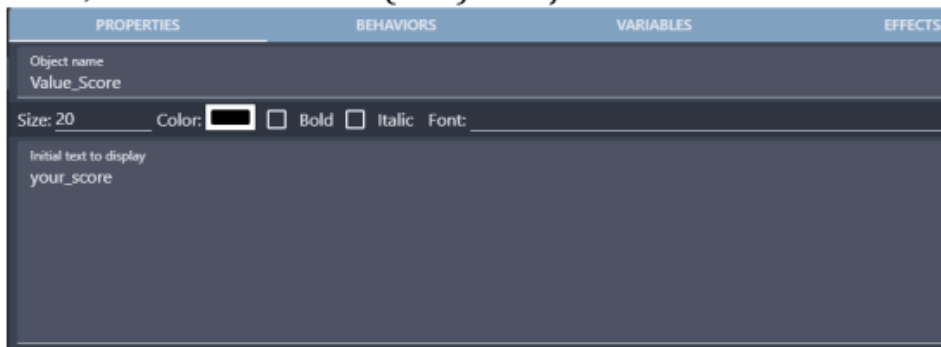 PROPERTIES BEHAVIORS VARIABLES EFFECTS
Object name
Value_Score
Size: 20 Color: Bold Italic Font:
Initial text to display
your_score